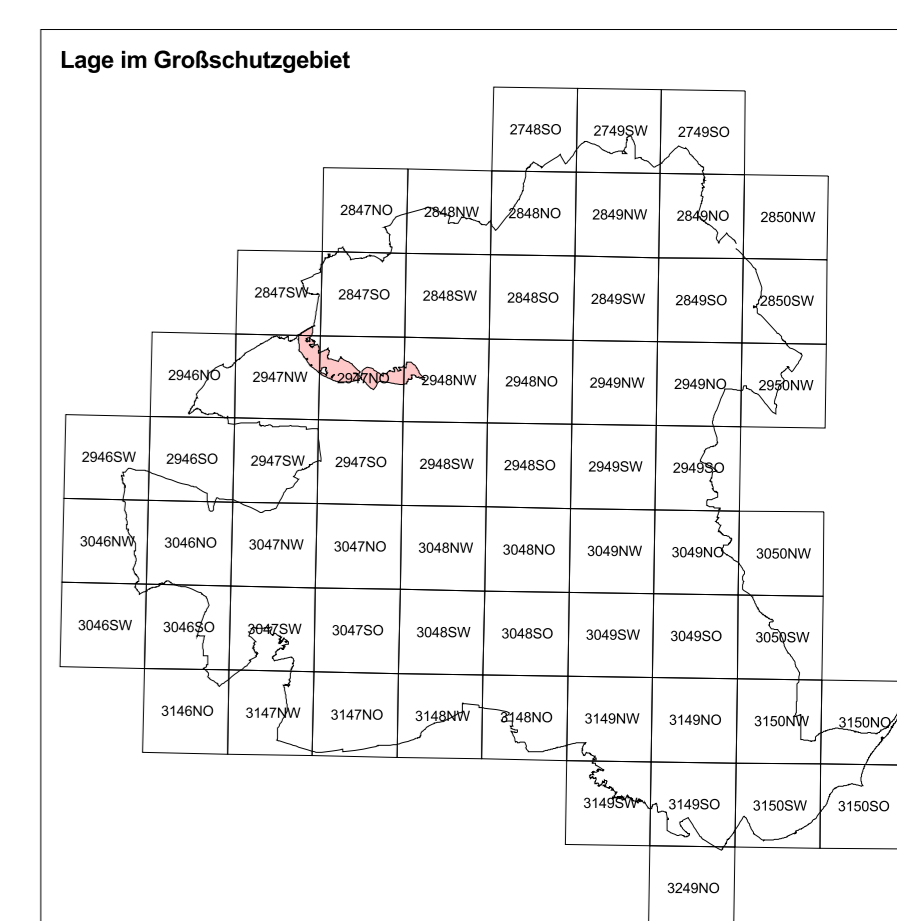 Lage im Großschutzgebiet
2748SO 2749SW 2749SO
2847NO 2848NW 2848NO 2849NW 2849NO 2850NW
2847SW 2847SO 2848SW 2848SO 2849SW 2849SO 2850SW
2946NO 2947NW 2947NO 2948NW 2948NO 2949NW 2949NO 2950NW
2946SW 2946SO 2947SW 2947SO 2948SW 2948SO 2949SW 2949SO
3046NW 3046NO 3047NW 3047NO 3048NW 3048NO 3049NW 3049NO 3050NW
3046SW 3046SO 3047SW 3047SO 3048SW 3048SO 3049SW 3049SO 3050SW
3146NO 3147NW 3147NO 3148NW 3148NO 3149NW 3149NO 3150NW 3150NO
3149SW 3149SO 3150SW 3150SO
3249NO